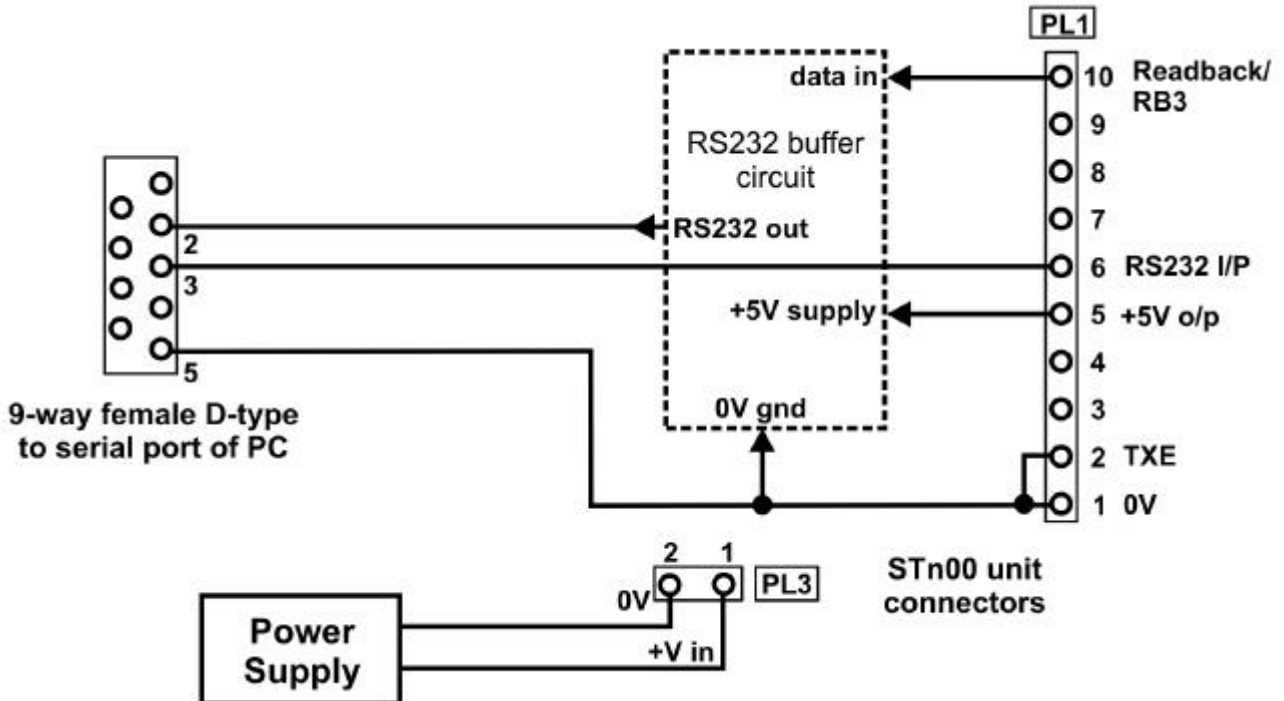 PL1
data in
10 Readback/
RB3
9
RS232 buffer
circuit
8
7
RS232 out
2
6 RS232 I/P
3
+5V supply
5 +5V o/p
4
5
0V gnd
3
9-way female D-type
to serial port of PC
2 TXE
1 0V
2 1
PL3
0V
STn00 unit
connectors
Power
Supply
+V in